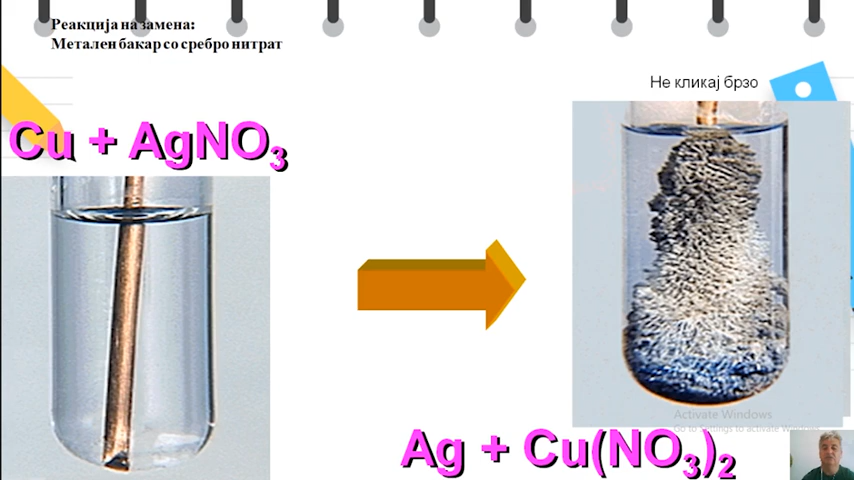 Реакција на замена:
Метален бакар со сребро нитрат
Не кликај брзо
Cu + AgNO₃
Activate Windows
Go to Settings to activate Windows.
Ag + Cu(NO₃)₂